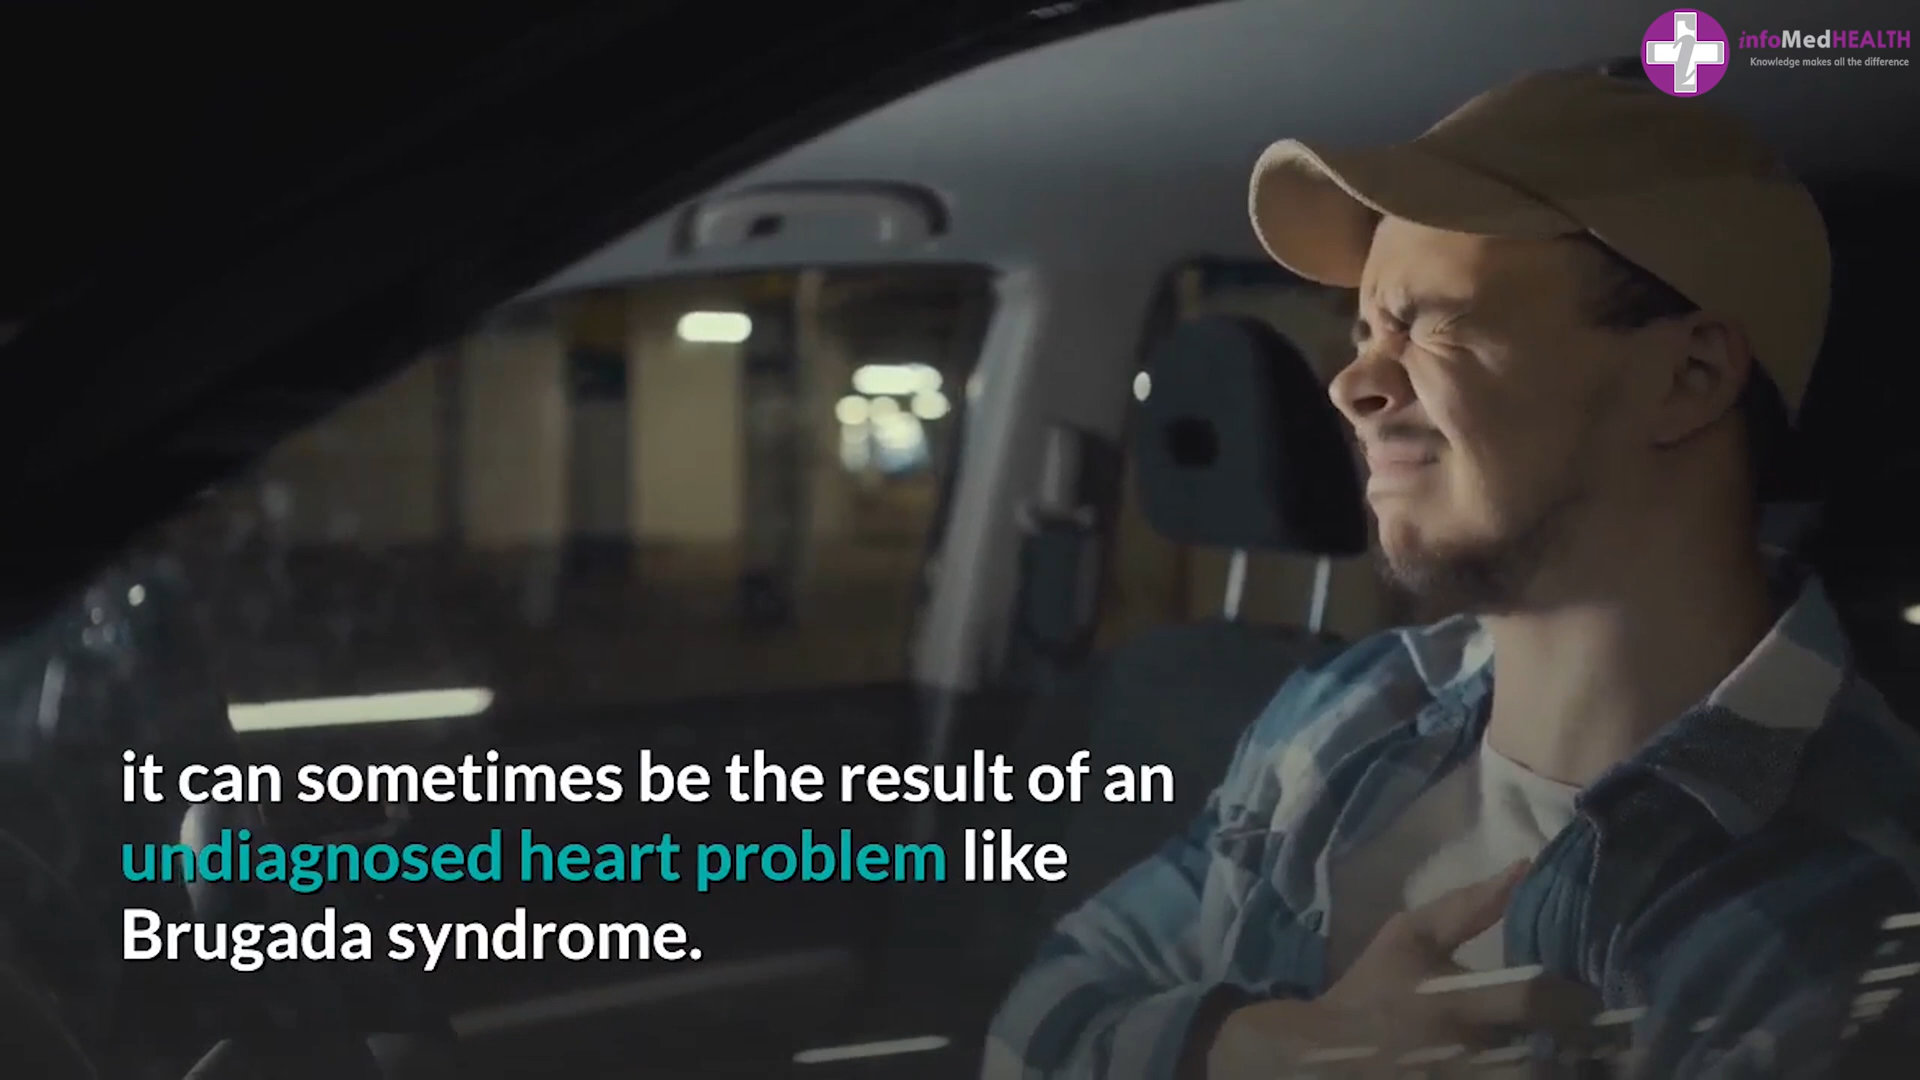 infoMedHEALTH
Knowledge makes all the difference
it can sometimes be the result of an
undiagnosed heart problem like
Brugada syndrome.